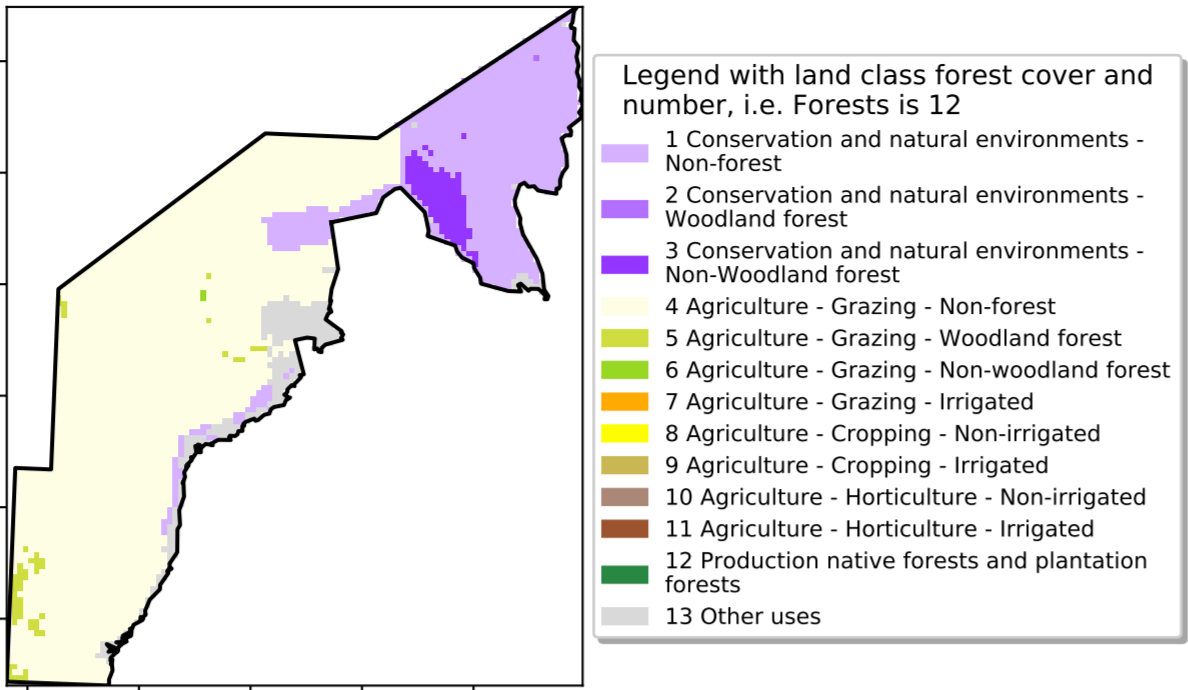 Legend with land class forest cover and
number, i.e. Forests is 12
1 Conservation and natural environments -
Non-forest
2 Conservation and natural environments -
Woodland forest
3 Conservation and natural environments -
Non-Woodland forest
4 Agriculture - Grazing - Non-forest
5 Agriculture - Grazing - Woodland forest
6 Agriculture - Grazing - Non-woodland forest
7 Agriculture - Grazing - Irrigated
8 Agriculture - Cropping - Non-irrigated
9 Agriculture - Cropping - Irrigated
10 Agriculture - Horticulture - Non-irrigated
11 Agriculture - Horticulture - Irrigated
12 Production native forests and plantation
forests
13 Other uses